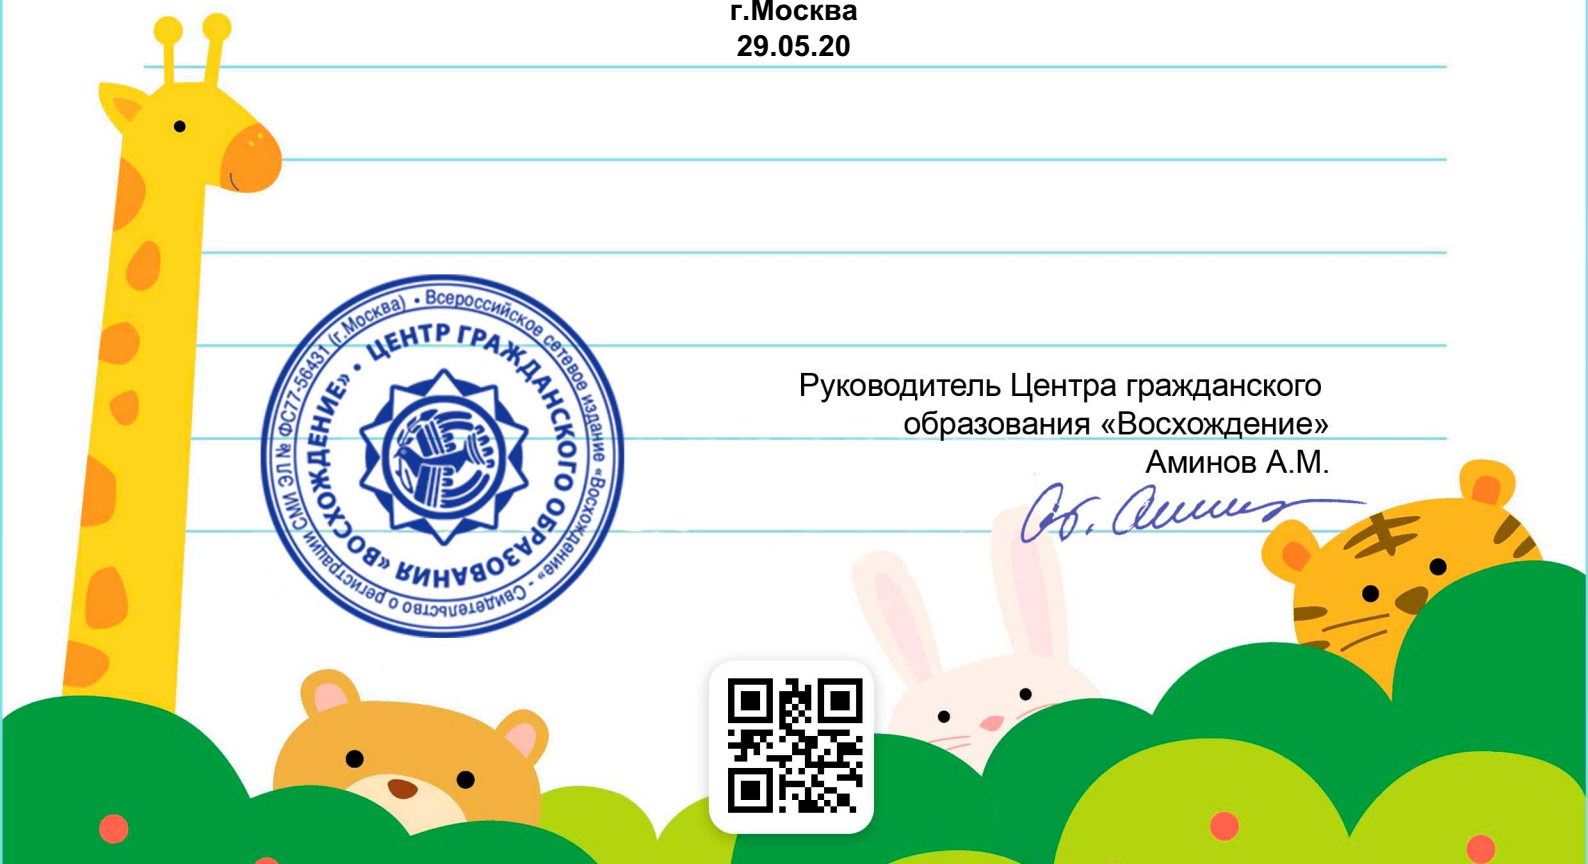 г.Москва
29.05.20
• Всероссийское сетевое издание «Восхождение» - Свидетельство о регистрации СМИ ЭЛ № ФС77-56431 (г.Москва)
• ЦЕНТР ГРАЖДАНСКОГО ОБРАЗОВАНИЯ «ВОСХОЖДЕНИЕ»
Руководитель Центра гражданского
образования «Восхождение»
Аминов А.М.